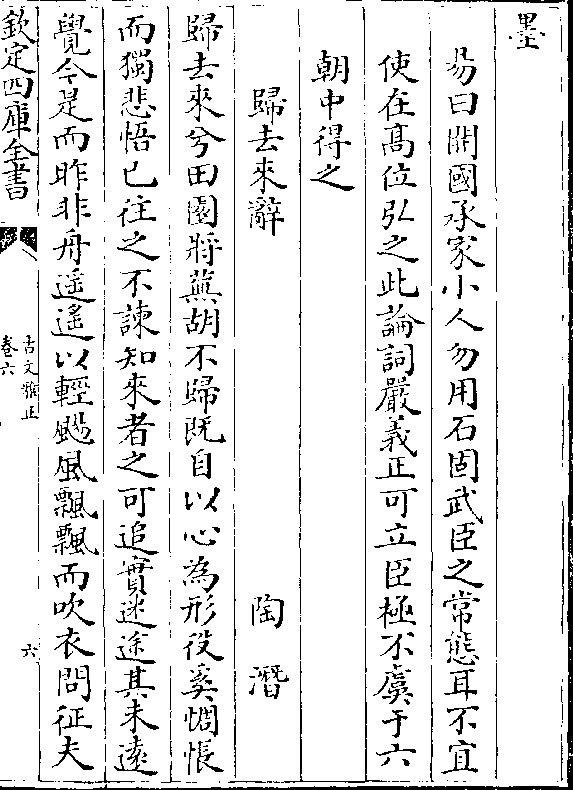 墨
易曰開國承家小人勿用石固武臣之常態耳不宜
使在髙位弘之此論詞嚴義正可立臣極不虞于六
朝中得之
歸去來辭 陶潛
歸去來兮田園將蕪胡不歸既自以心為形役奚惆悵
而獨悲悟已往之不諫知來者之可追實迷途其未遠
覺今是而昨非舟遥遥以輕颺風飄飄而吹衣問征夫
欽定四庫全書
古文雅正
卷六
六